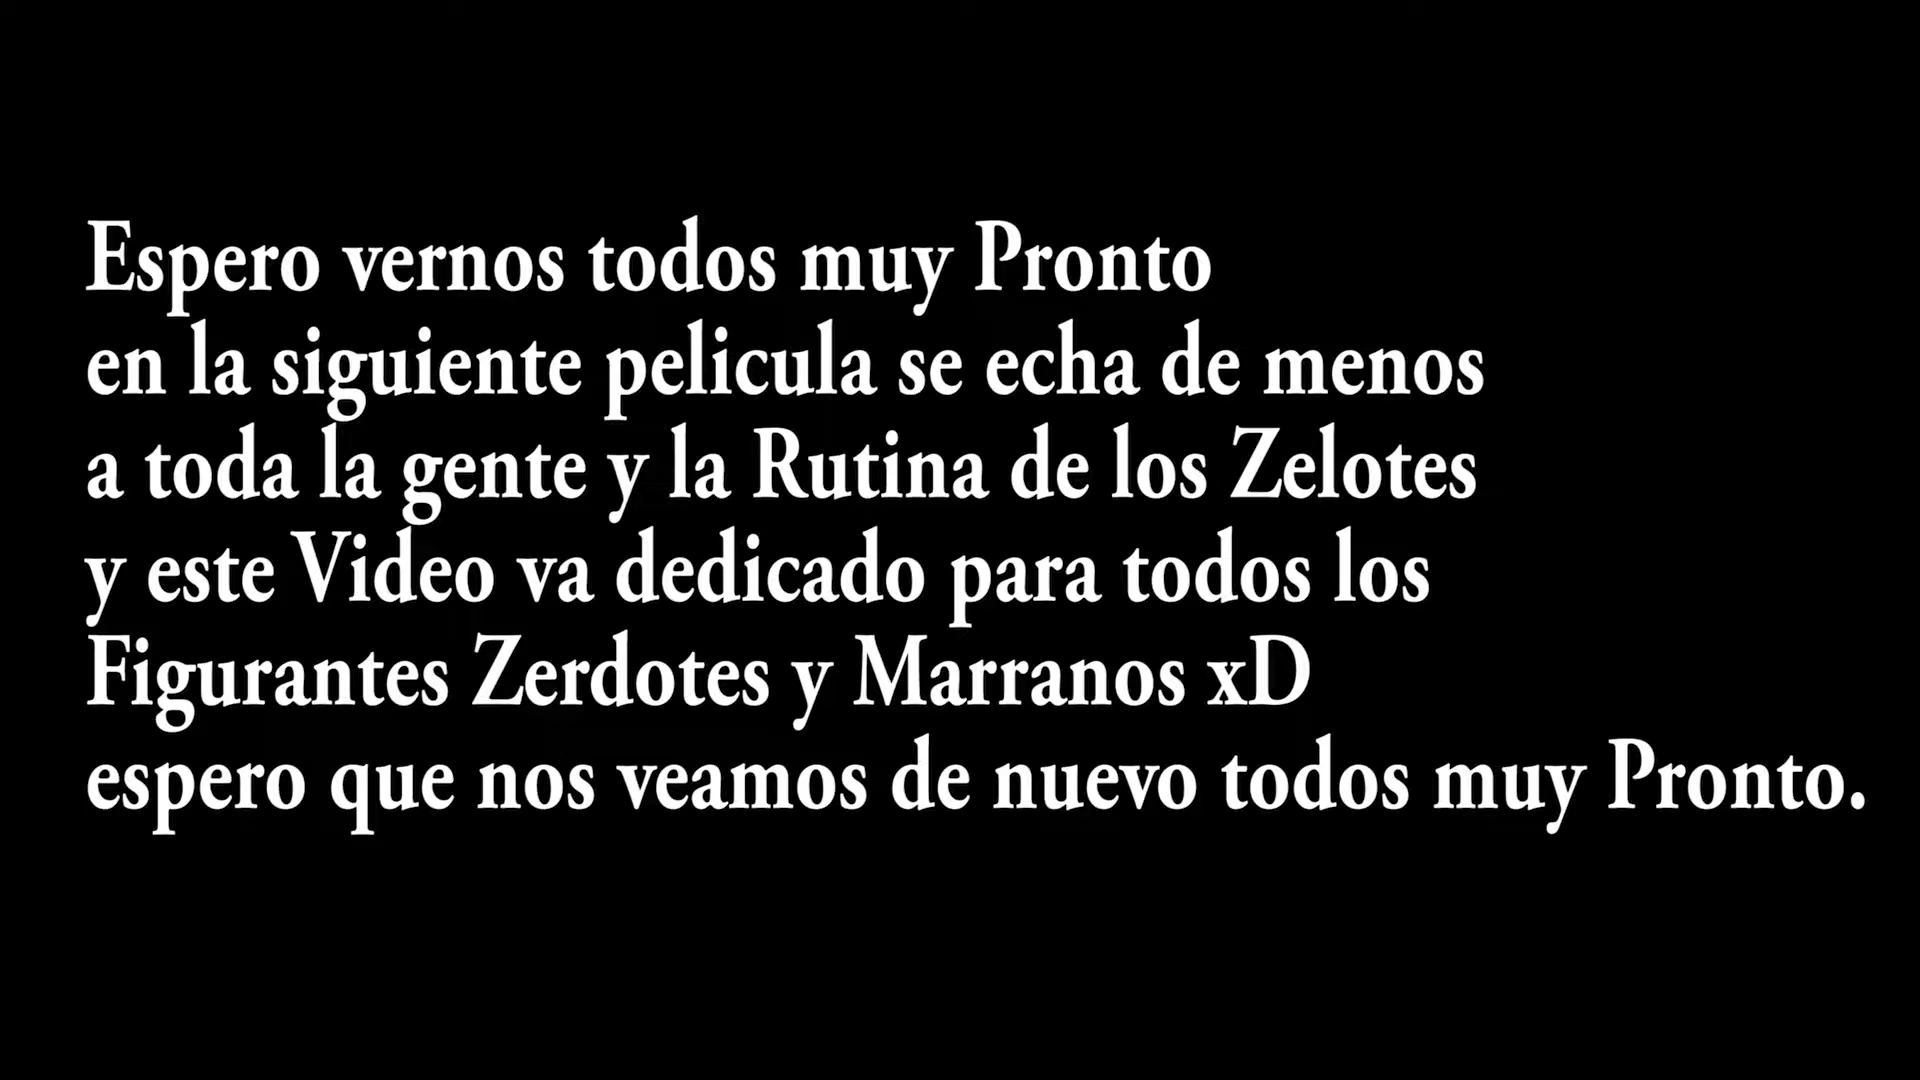 Espero vernos todos muy Pronto
en la siguiente pelicula se echa de menos
a toda la gente y la Rutina de los Zelotes
y este Video va dedicado para todos los
Figurantes Zerdotes y Marranos xD
espero que nos veamos de nuevo todos muy Pronto.